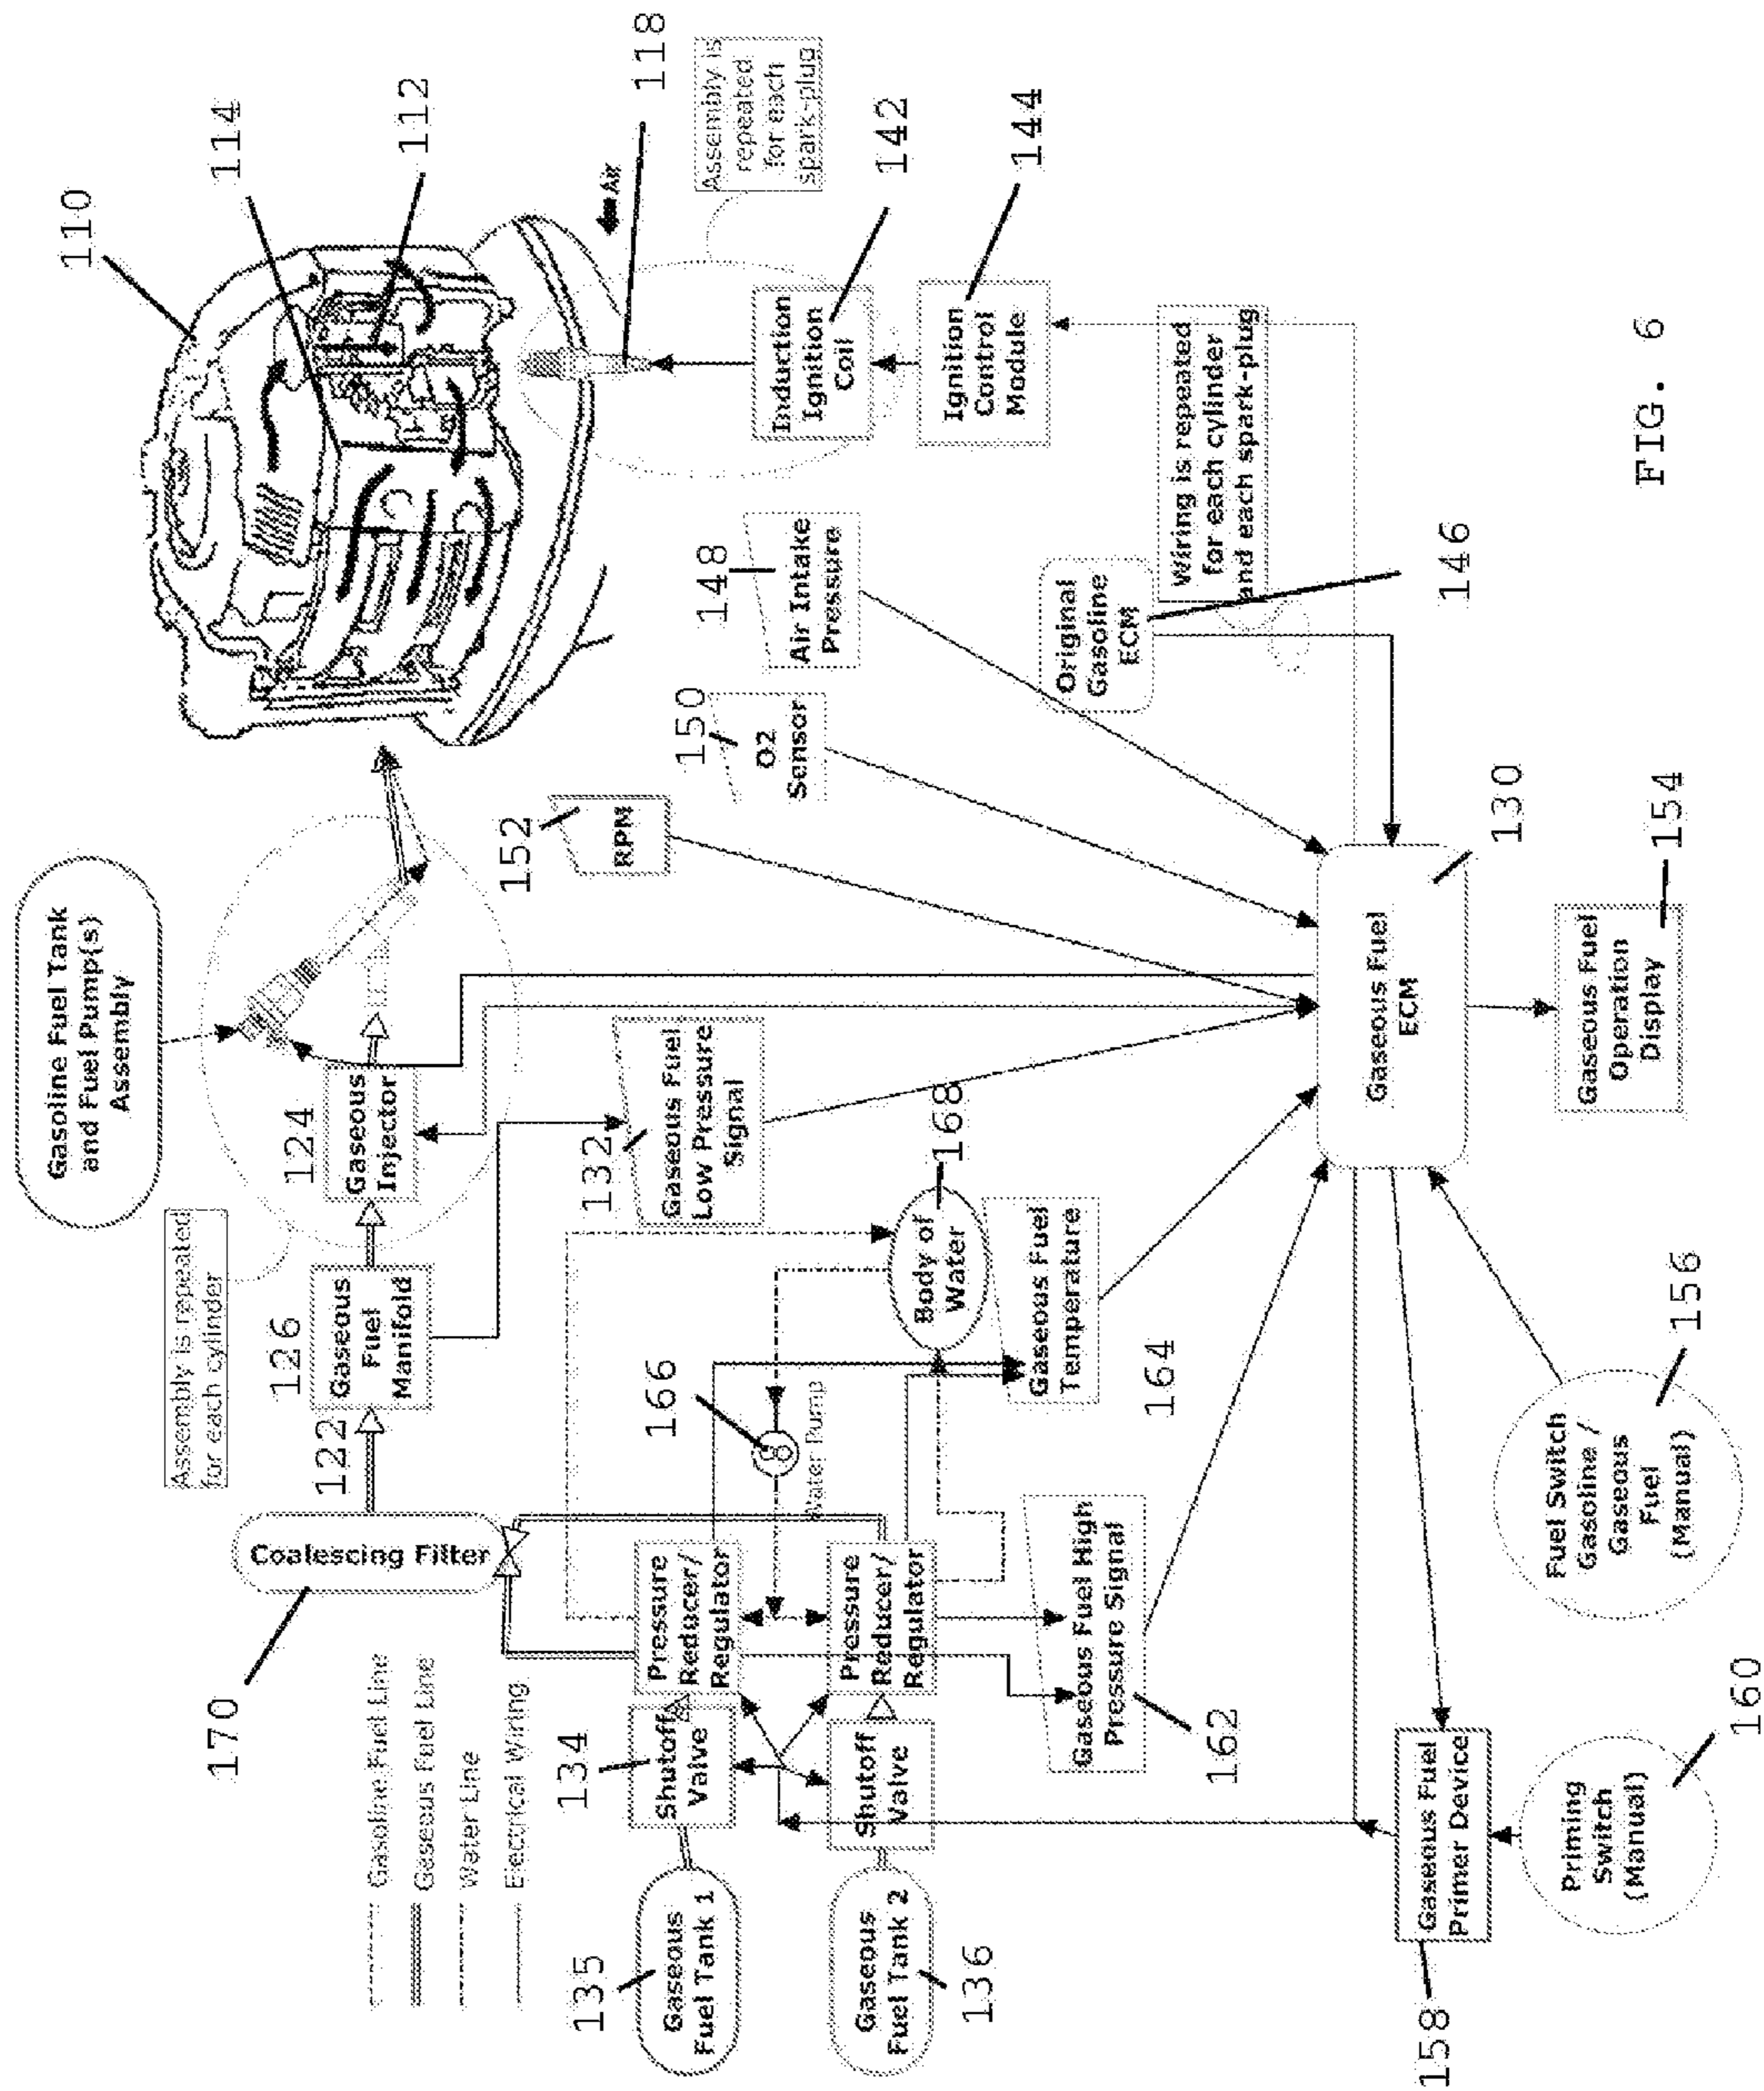 Gasoline Fuel Tank
and Fuel Pump(s)
Assembly
110
114
112
118
Air
Assembly is
repeated
for each
spark-plug
142
Induction
Ignition
Coil
144
Ignition
Control
Module
Wiring is repeated
for each cylinder
and each spark-plug
146
Original
Gasoline
ECM
148
Air Intake
Pressure
150
O2
Sensor
152
RPM
124
Gaseous
Injector
Assembly is repeated
for each cylinder
126
Gaseous
Fuel
Manifold
122
Coalescing Filter
170
Gasoline Fuel Line
Gaseous Fuel Line
Water Line
Electrical Wiring
132
Gaseous Fuel
Low Pressure
Signal
168
Body of
Water
166
Water Pump
Gaseous Fuel
Temperature
164
Pressure
Reducer/
Regulator
Pressure
Reducer/
Regulator
134
Shutoff
Valve
Shutoff
Valve
135
Gaseous
Fuel Tank 1
Gaseous
Fuel Tank 2
136
Gaseous Fuel High
Pressure Signal
162
Gaseous Fuel
ECM
130
Gaseous Fuel
Operation
Display
154
Fuel Switch
Gasoline /
Gaseous
Fuel
(Manual)
156
Gaseous Fuel
Primer Device
158
Priming
Switch
(Manual)
160
FIG. 6